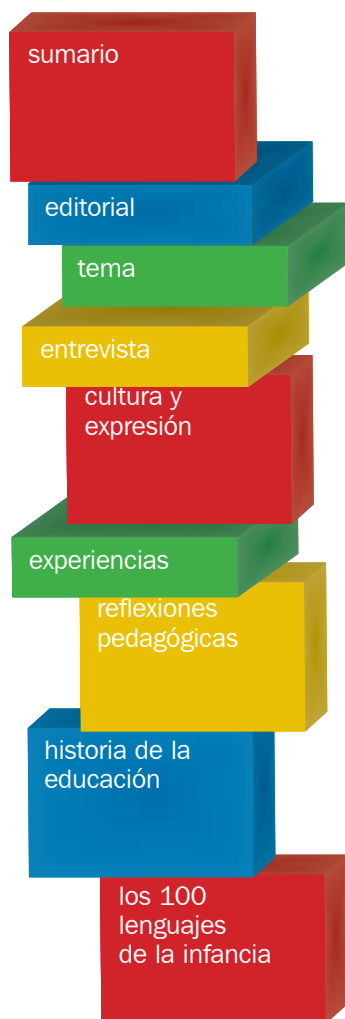 sumario
editorial
tema
entrevista
cultura y
expresión
experiencias
reflexiones
pedagógicas
historia de la
educación
los 100
lenguajes
de la infancia